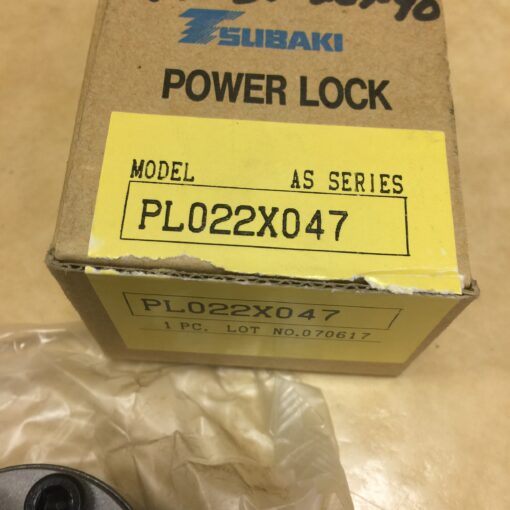 TSUBAKI
POWER LOCK
MODEL AS SERIES
PL022X047
PL022X047
1 PC. LOT NO.070617